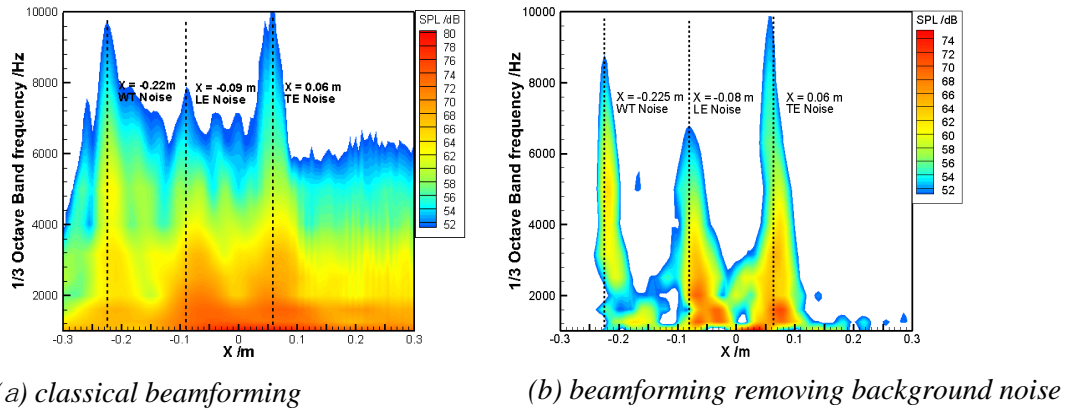 10000
8000
6000
4000
2000
1/3 Octave Band frequency /Hz
-0.3
-0.2
-0.1
0
0.1
0.2
0.3
X /m
X = -0.22m
WT Noise
X = -0.09 m
LE Noise
X = 0.06 m
TE Noise
SPL /dB
80
78
76
74
72
70
68
66
64
62
60
58
56
54
52
(a) classical beamforming
10000
8000
6000
4000
2000
1/3 Octave Band frequency /Hz
-0.3
-0.2
-0.1
0
0.1
0.2
0.3
X /m
X = -0.225 m
WT Noise
X = -0.08 m
LE Noise
X = 0.06 m
TE Noise
SPL /dB
74
72
70
68
66
64
62
60
58
56
54
52
(b) beamforming removing background noise